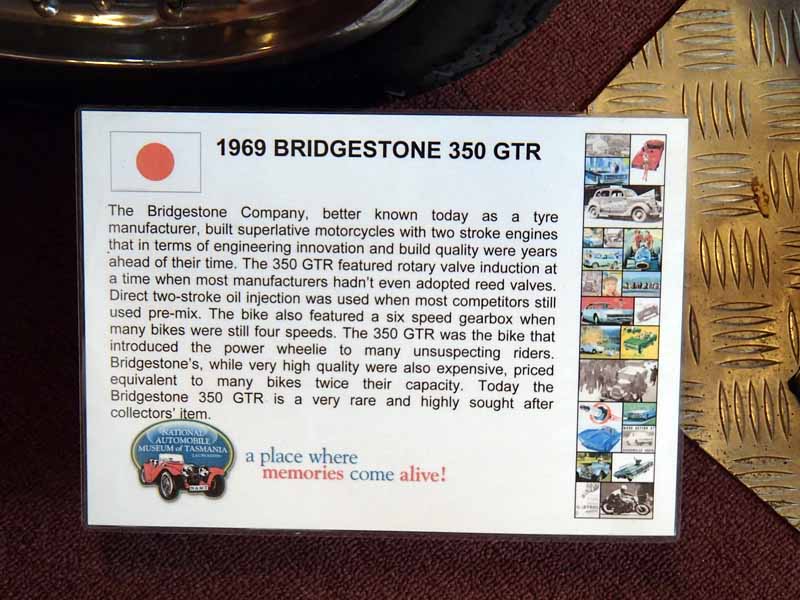 1969 BRIDGESTONE 350 GTR
The Bridgestone Company, better known today as a tyre
manufacturer, built superlative motorcycles with two stroke engines
that in terms of engineering innovation and build quality were years
ahead of their time. The 350 GTR featured rotary valve induction at
a time when most manufacturers hadn't even adopted reed valves.
Direct two-stroke oil injection was used when most competitors still
used pre-mix. The bike also featured a six speed gearbox when
many bikes were still four speeds. The 350 GTR was the bike that
introduced the power wheelie to many unsuspecting riders.
Bridgestone's, while very high quality were also expensive, priced
equivalent to many bikes twice their capacity. Today the
Bridgestone 350 GTR is a very rare and highly sought after
collectors' item.
NATIONAL
AUTOMOBILE
MUSEUM of TASMANIA
LAUNCESTON
a place where
memories come alive!